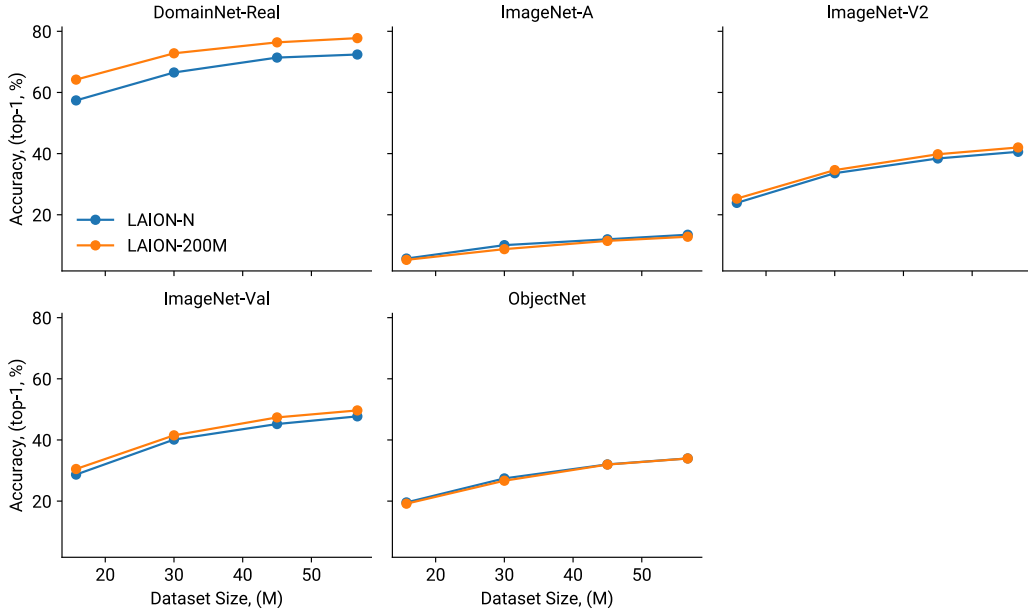 DomainNet-Real
ImageNet-A
ImageNet-V2
80
60
40
20
Accuracy, (top-1, %)
LAION-N
LAION-200M
ImageNet-Val
ObjectNet
80
60
40
20
Accuracy, (top-1, %)
20 30 40 50
20 30 40 50
Dataset Size, (M)
Dataset Size, (M)